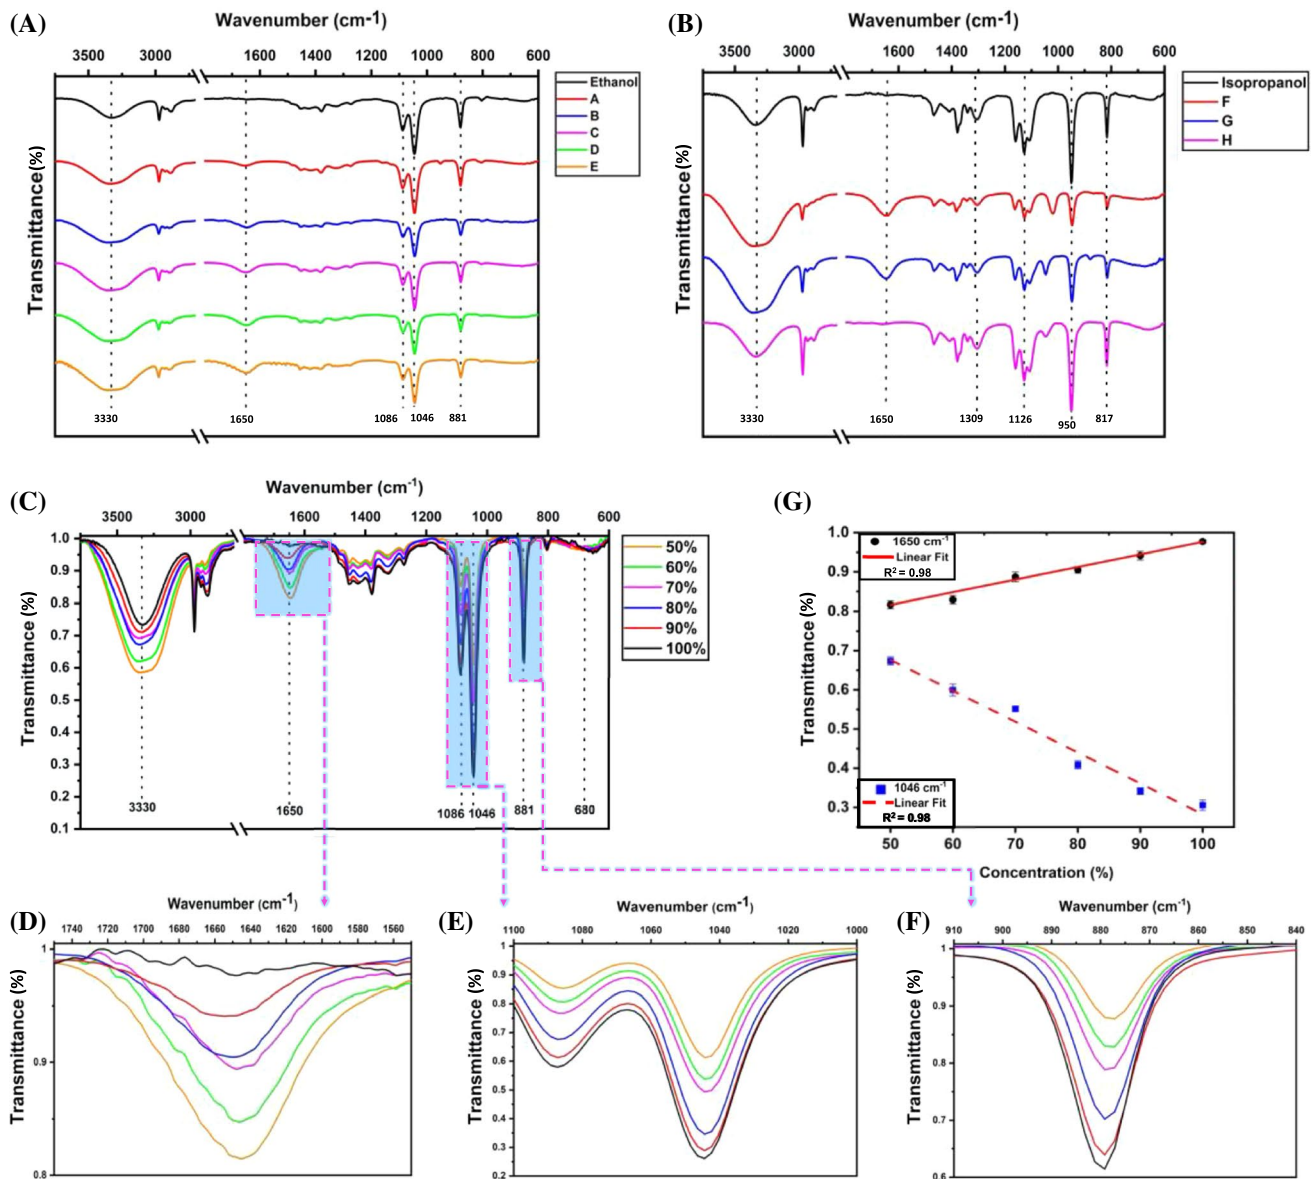 (A)
Wavenumber (cm-1)
3500 3000 1600 1400 1200 1000 800 600
Transmittance(%)
Ethanol
A
B
C
D
E
3330 1650 1086 1046 881
(B)
Wavenumber (cm-1)
3500 3000 1600 1400 1200 1000 800 600
Transmittance(%)
Isopropanol
F
G
H
3330 1650 1309 1126 950 817
(C)
Wavenumber (cm-1)
3500 3000 1600 1400 1200 1000 800 600
Transmittance (%)
1.0
0.9
0.8
0.7
0.6
0.5
0.4
0.3
0.2
0.1
50%
60%
70%
80%
90%
100%
3330 1650 1086 1046 881 680
(G)
Transmittance (%)
1.0
0.9
0.8
0.7
0.6
0.5
0.4
0.3
1650 cm-1
Linear Fit
R2 = 0.98
1046 cm-1
Linear Fit
R2 = 0.98
50 60 70 80 90 100
Concentration (%)
(D)
Wavenumber (cm-1)
1740 1720 1700 1680 1660 1640 1620 1600 1580 1560
Transmittance (%)
1
0.9
0.8
(E)
Wavenumber (cm-1)
1100 1080 1060 1040 1020 1000
Transmittance (%)
1
0.9
0.8
0.7
0.6
0.5
0.4
0.3
0.2
(F)
Wavenumber (cm-1)
910 900 890 880 870 860 850 840
Transmittance (%)
1
0.9
0.8
0.7
0.6